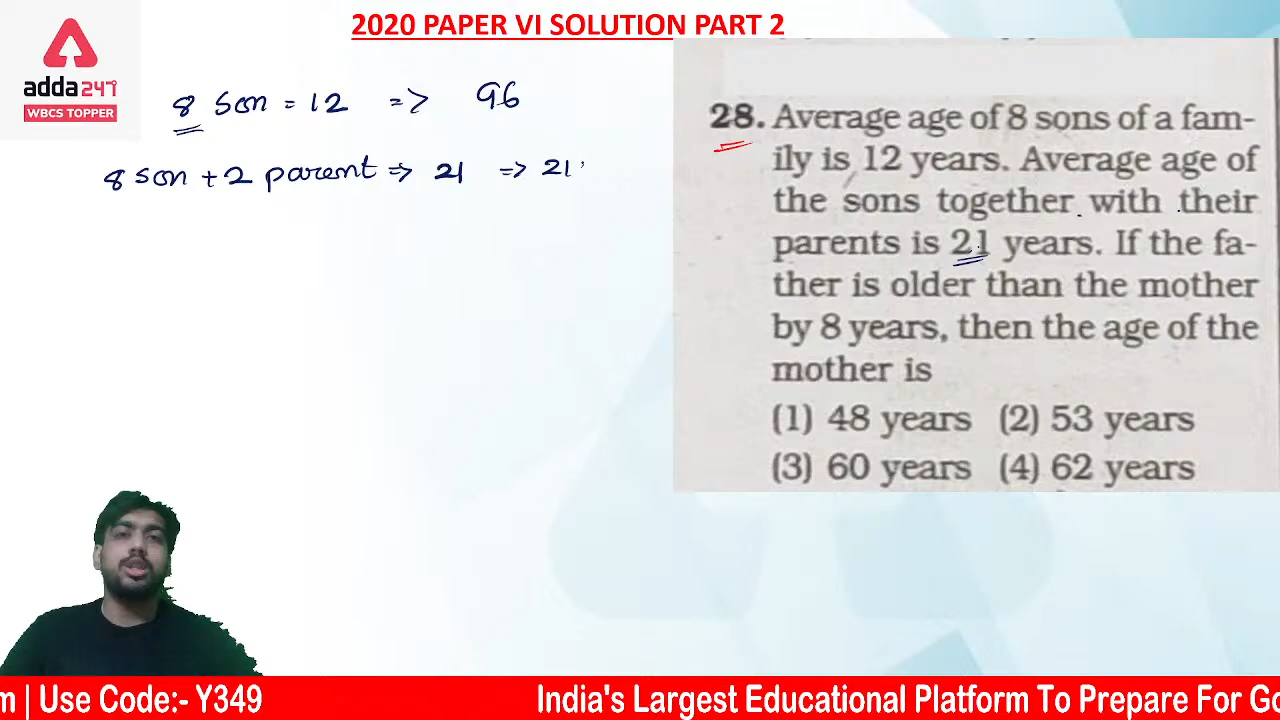 2020 PAPER VI SOLUTION PART 2
adda247
WBCS TOPPER
8 son = 12 => 96
8 son + 2 parent => 21 => 21
28. Average age of 8 sons of a fam-
ily is 12 years. Average age of
the sons together with their
parents is 21 years. If the fa-
ther is older than the mother
by 8 years, then the age of the
mother is
(1) 48 years (2) 53 years
(3) 60 years (4) 62 years
m | Use Code:- Y349 India's Largest Educational Platform To Prepare For Go